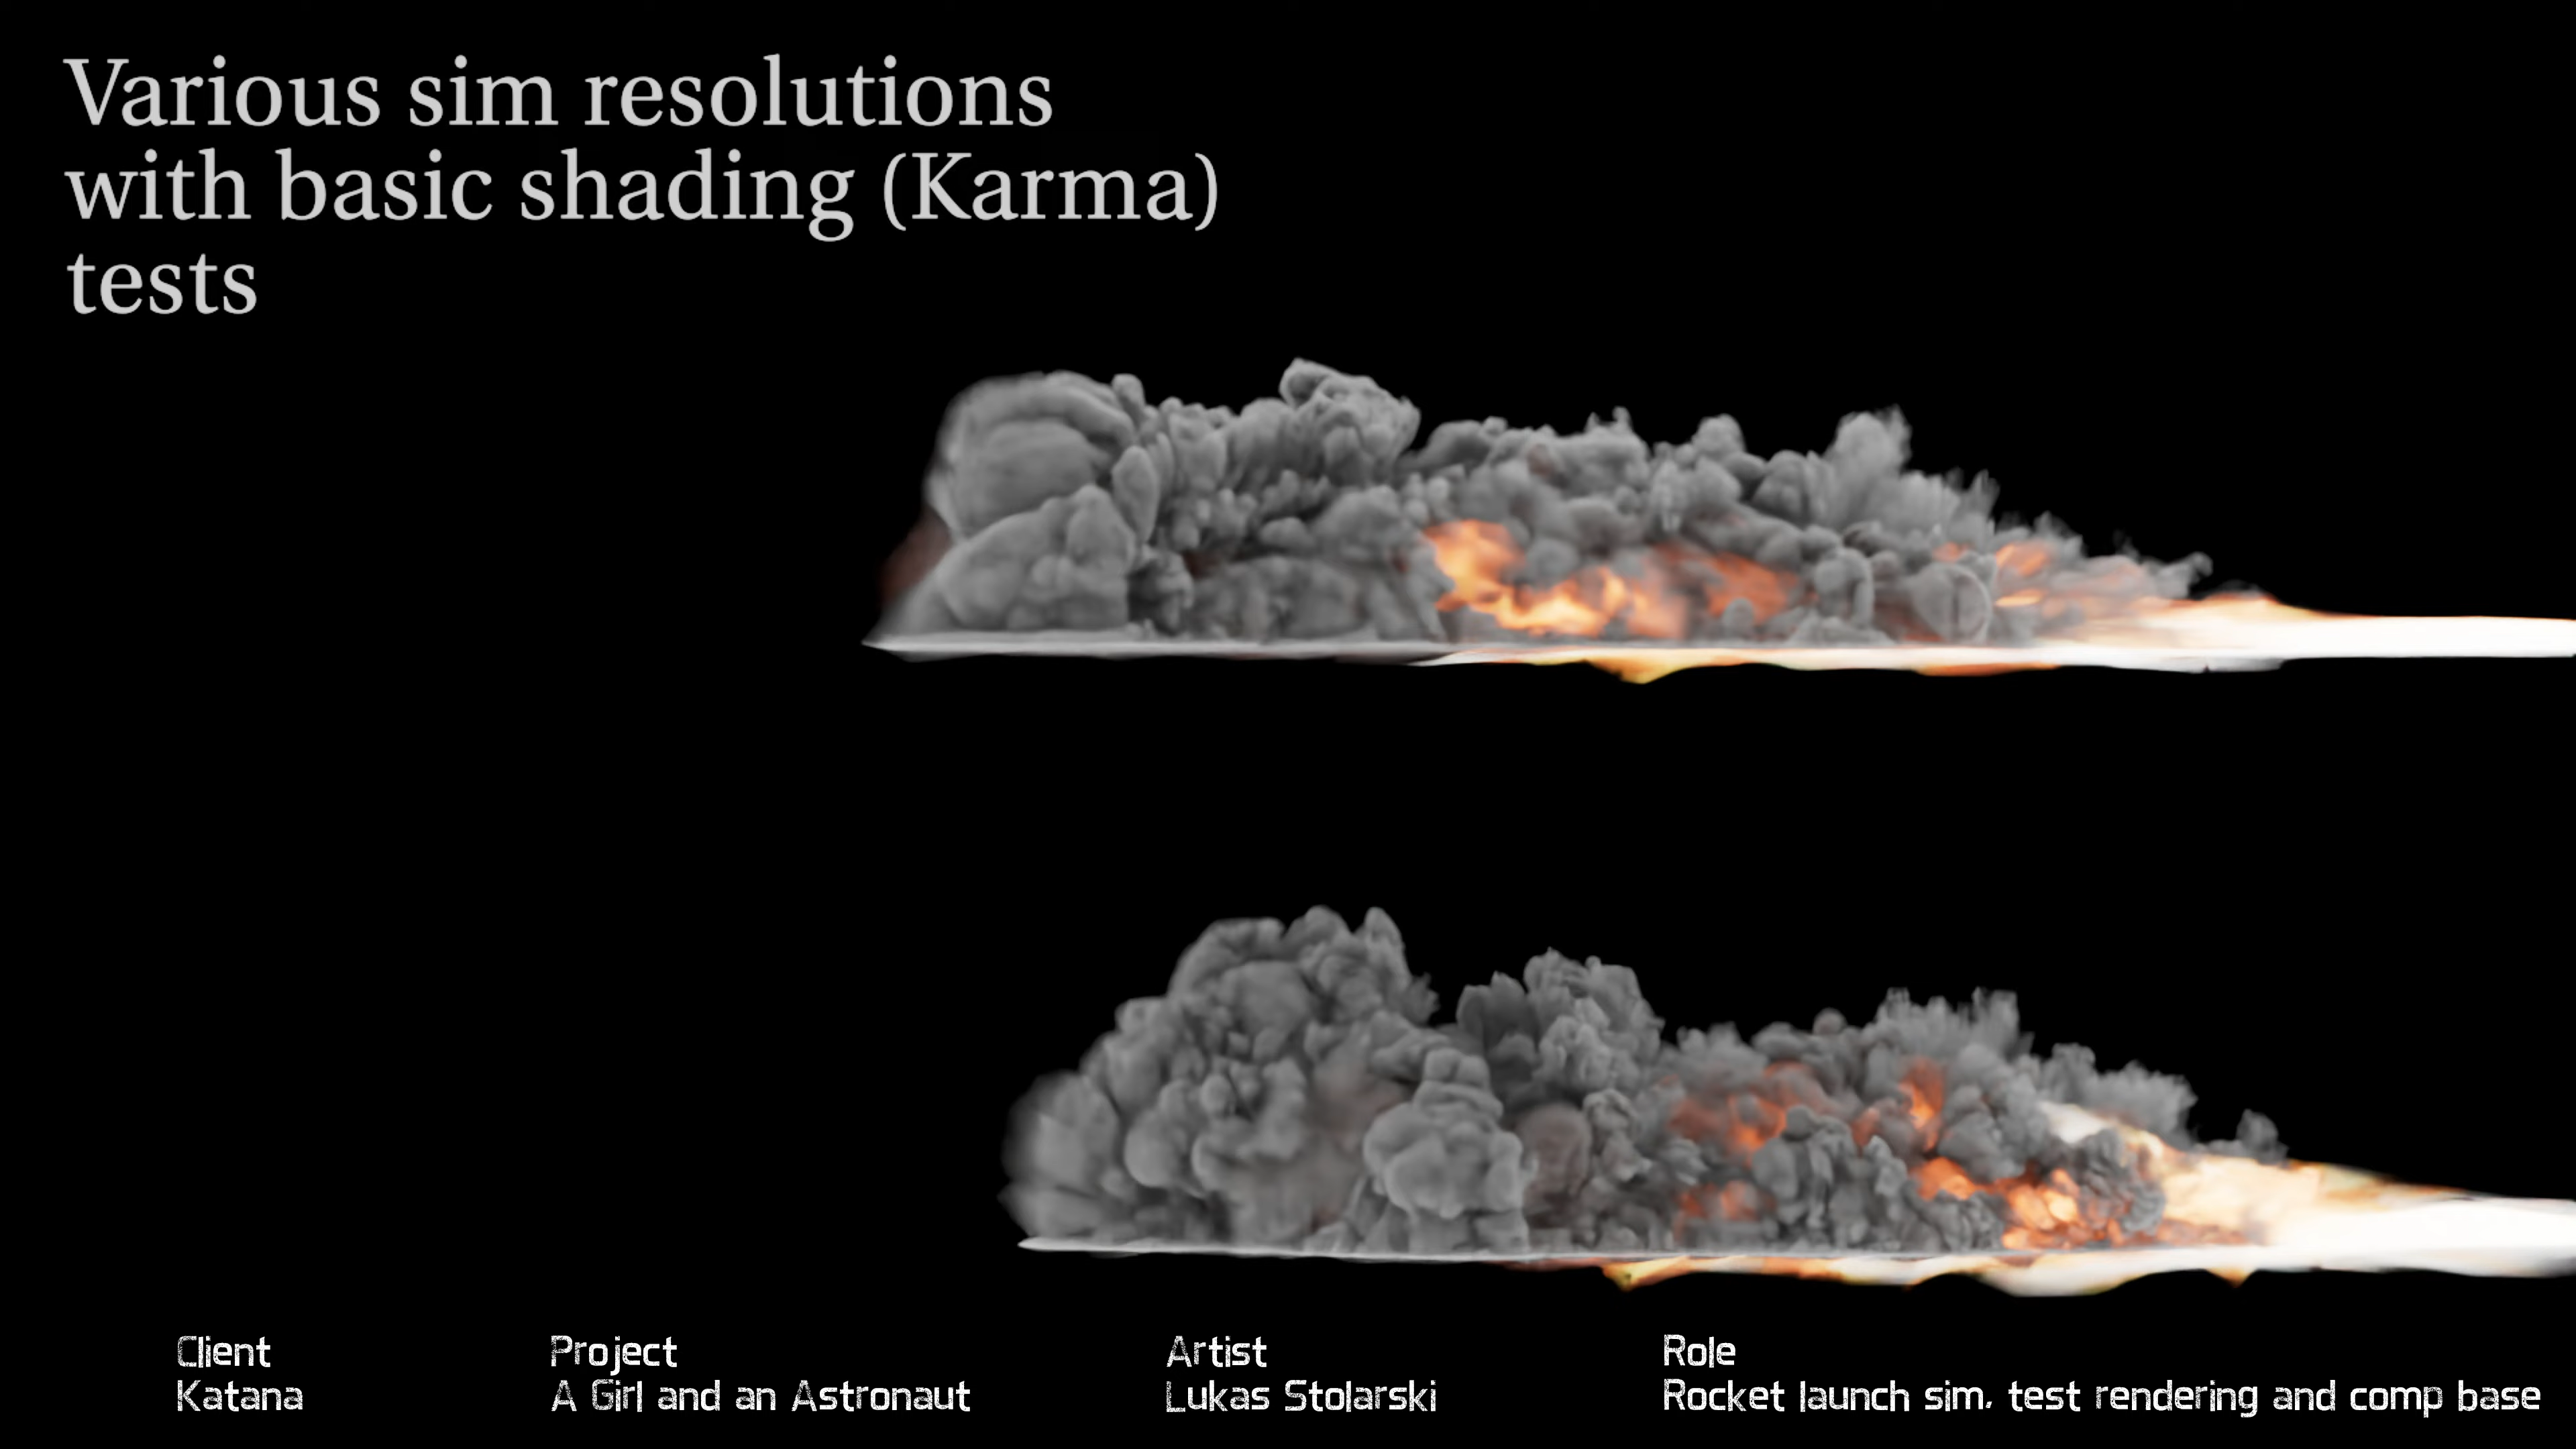 Various sim resolutions
with basic shading (Karma)
tests
Client
Katana
Project
A Girl and an Astronaut
Artist
Lukas Stolarski
Role
Rocket launch sim, test rendering and comp base